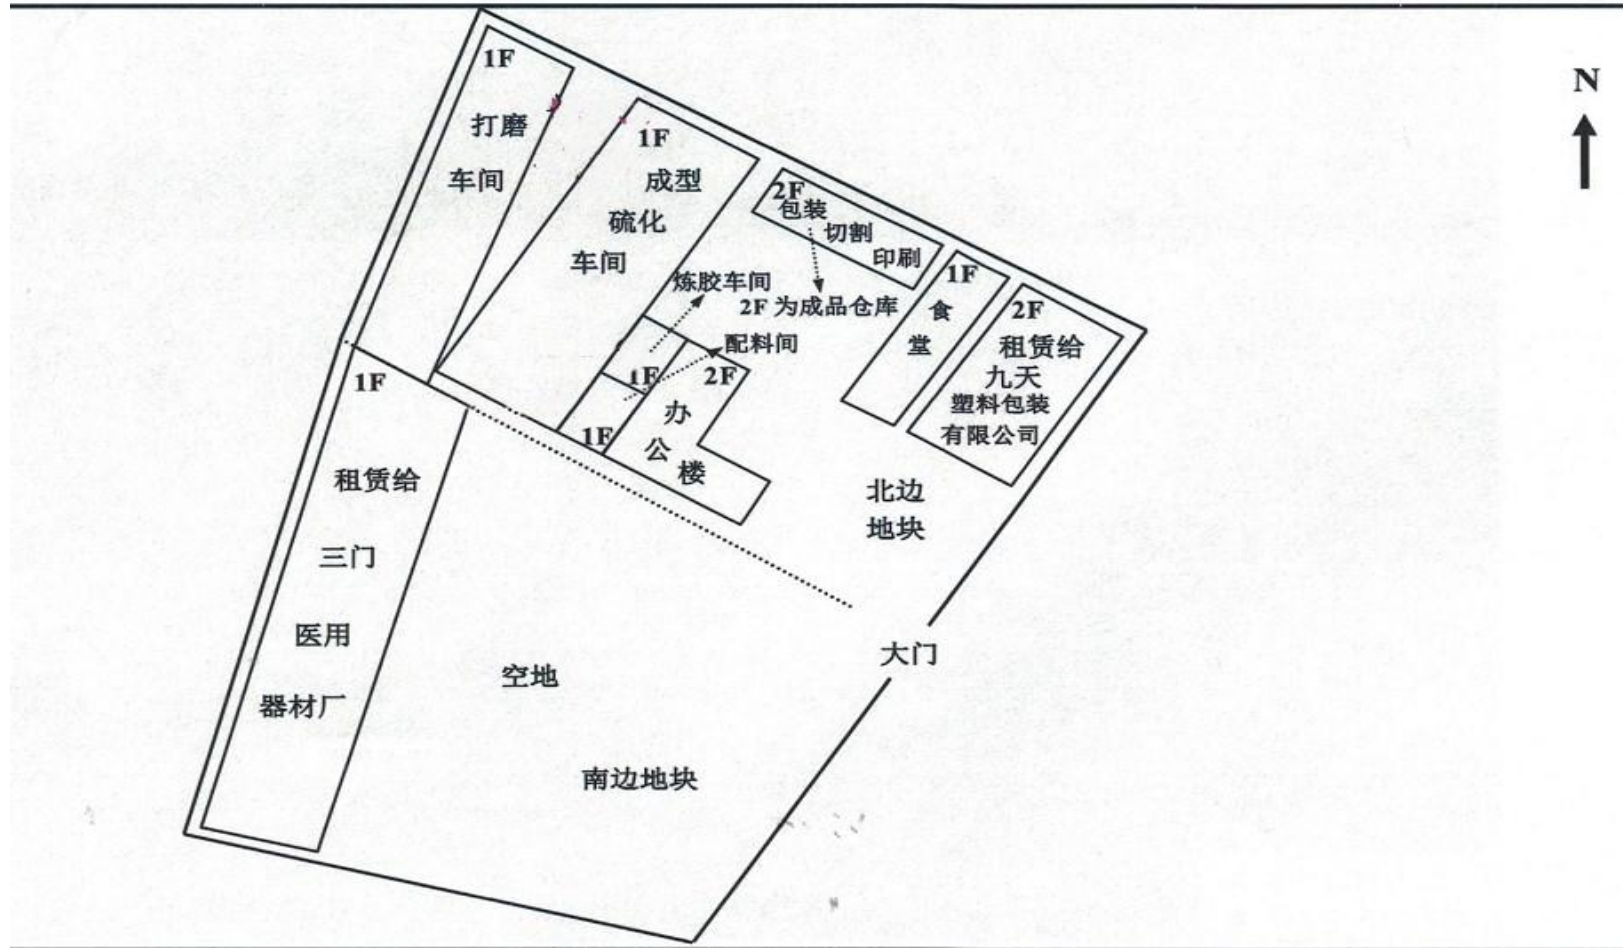 N
1F
打磨
车间
1F
成型
硫化
车间
2F
包装
切割
印刷
炼胶车间
2F 为成品仓库
配料间
1F
食
堂
2F
租赁给
九天
塑料包装
有限公司
1F
1F
2F
办
公
楼
北边
地块
1F
租赁给
三门
医用
器材厂
空地
大门
南边地块